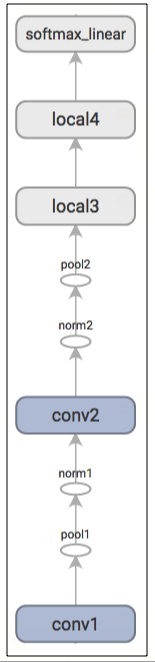 softmax_linear
local4
local3
pool2
norm2
conv2
norm1
pool1
conv1